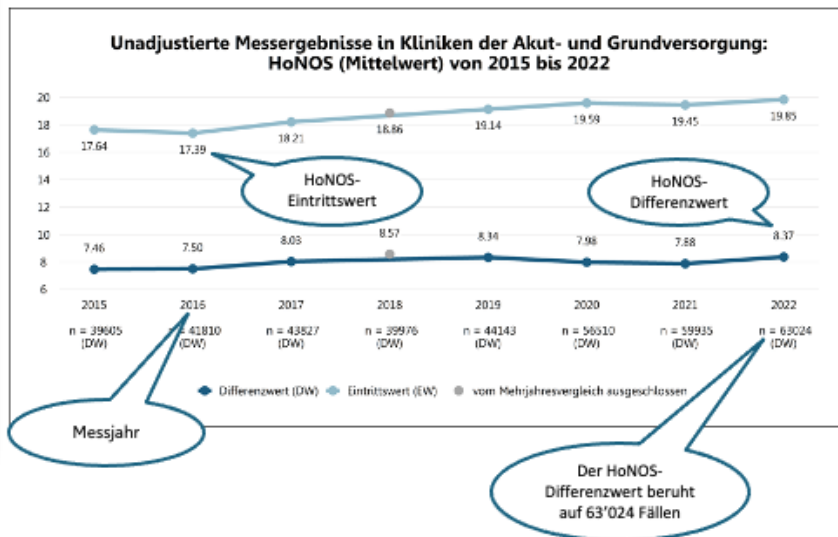 Unadjustierte Messergebnisse in Kliniken der Akut- und Grundversorgung:
HoNOS (Mittelwert) von 2015 bis 2022
20
18
16
14
12
10
8
6
17.64 17.39 18.21 18.86 19.14 19.59 19.45 19.85
HoNOS-
Eintrittswert
HoNOS-
Differenzwert
7.46 7.50 8.03 8.57 8.34 7.98 7.88 8.37
2015 2016 2017 2018 2019 2020 2021 2022
n = 39605 n = 41810 n = 43827 n = 39976 n = 44143 n = 56510 n = 59935 n = 63024
(DW) (DW) (DW) (DW) (DW) (DW) (DW) (DW)
Differenzwert (DW) Eintrittswert (EW) vom Mehrjahresvergleich ausgeschlossen
Messjahr
Der HoNOS-
Differenzwert beruht
auf 63’024 Fällen